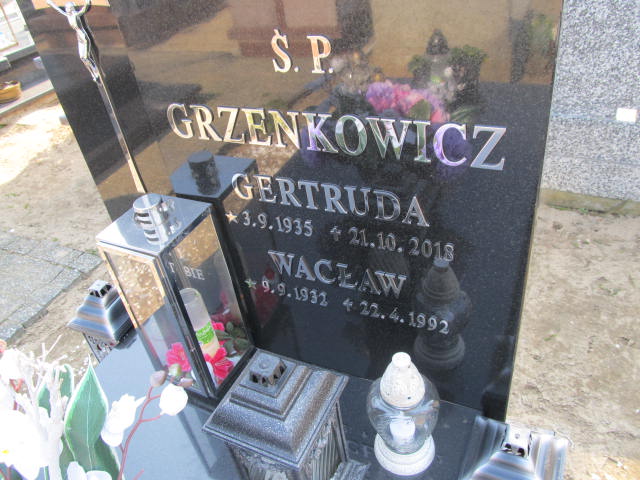 Ś. P.
GRZENKOWICZ
GERTRUDA
★ 3.9.1935 ✝ 21.10.2018
WACŁAW
★ 9.9.1932 ✝ 22.4.1992